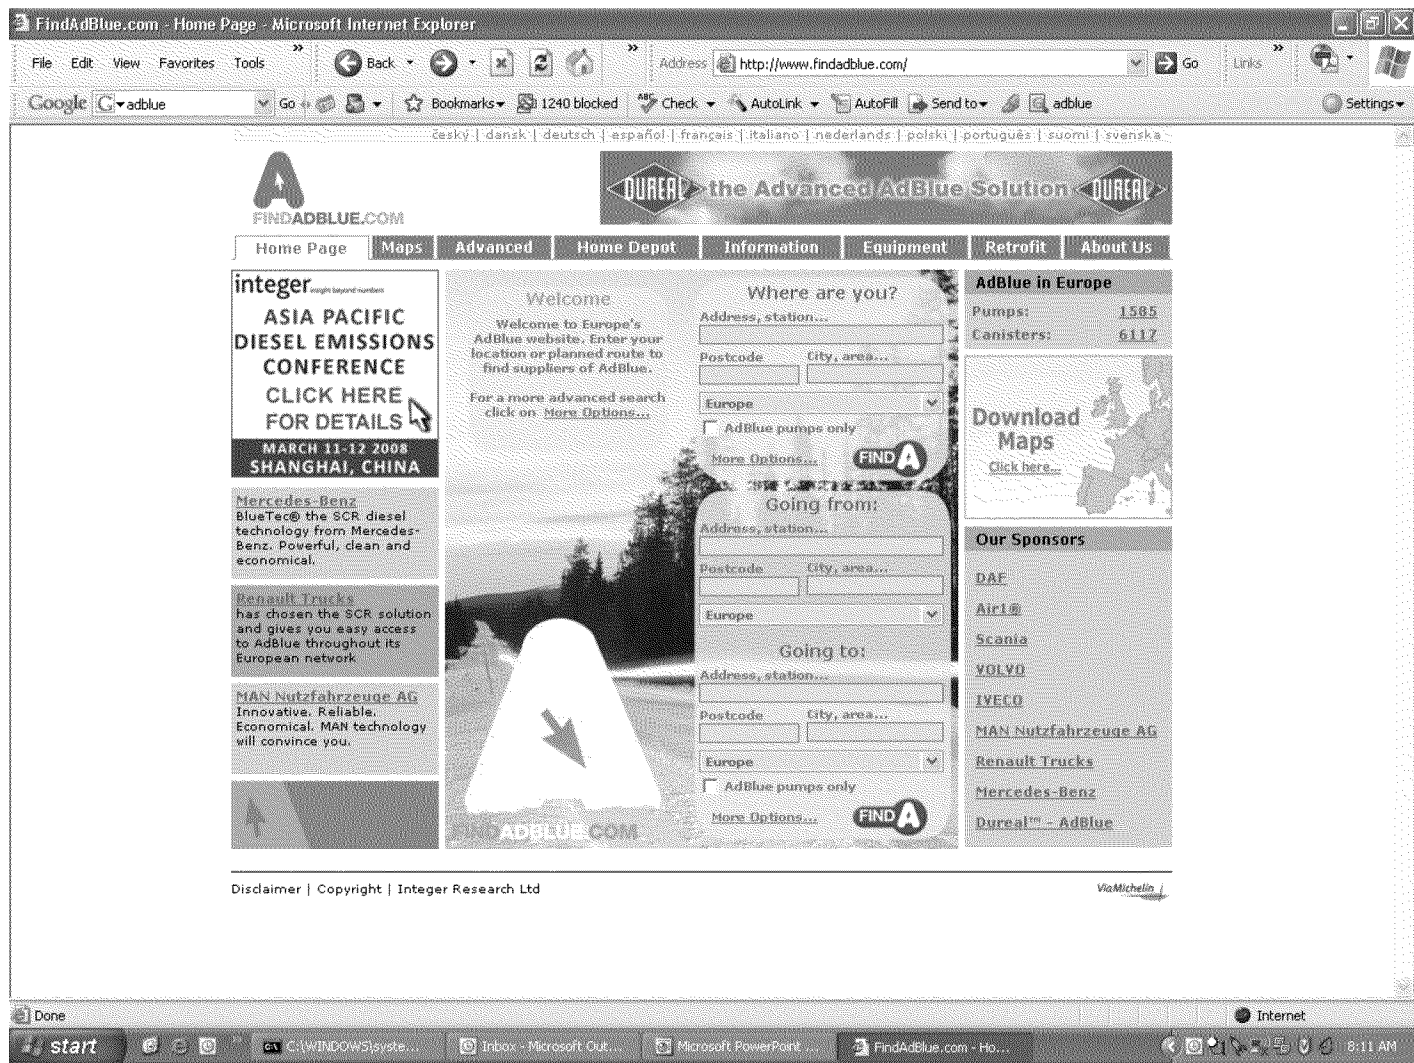 FindAdBlue.com - Home Page - Microsoft Internet Explorer
File Edit View Favorites Tools » Back » Address http://www.findadblue.com/ Go Links »
Google G adblue Go Bookmarks 1240 blocked ABC Check AutoLink AutoFill Send to adblue Settings
český | dansk | deutsch | español | français | italiano | nederlands | polski | português | suomi | svenska
FINDADBLUE.COM
DUREAL the Advanced AdBlue Solution DUREAL
Home Page Maps Advanced Home Depot Information Equipment Retrofit About Us
integer insight beyond numbers
ASIA PACIFIC
DIESEL EMISSIONS
CONFERENCE
CLICK HERE
FOR DETAILS
MARCH 11-12 2008
SHANGHAI, CHINA
Mercedes-Benz
BlueTec® the SCR diesel
technology from Mercedes-
Benz. Powerful, clean and
economical.
Renault Trucks
has chosen the SCR solution
and gives you easy access
to AdBlue throughout its
European network
MAN Nutzfahrzeuge AG
Innovative. Reliable.
Economical. MAN technology
will convince you.
Welcome
Welcome to Europe's
AdBlue website. Enter your
location or planned route to
find suppliers of AdBlue.
For a more advanced search
click on More Options...
FINDADBLUE.COM
Where are you?
Address, station...
Postcode City, area...
Europe
AdBlue pumps only
More Options... FIND A
Going from:
Address, station...
Postcode City, area...
Europe
Going to:
Address, station...
Postcode City, area...
Europe
AdBlue pumps only
More Options... FIND A
AdBlue in Europe
Pumps: 1585
Canisters: 6117
Download
Maps
Click here...
Our Sponsors
DAF
Air1®
Scania
VOLVO
IVECO
MAN Nutzfahrzeuge AG
Renault Trucks
Mercedes-Benz
Dureal™ - AdBlue
Disclaimer | Copyright | Integer Research Ltd
ViaMichelin
Done Internet
start C:\WINDOWS\syste... Inbox - Microsoft Out... Microsoft PowerPoint ... FindAdBlue.com - Ho... 8:11 AM